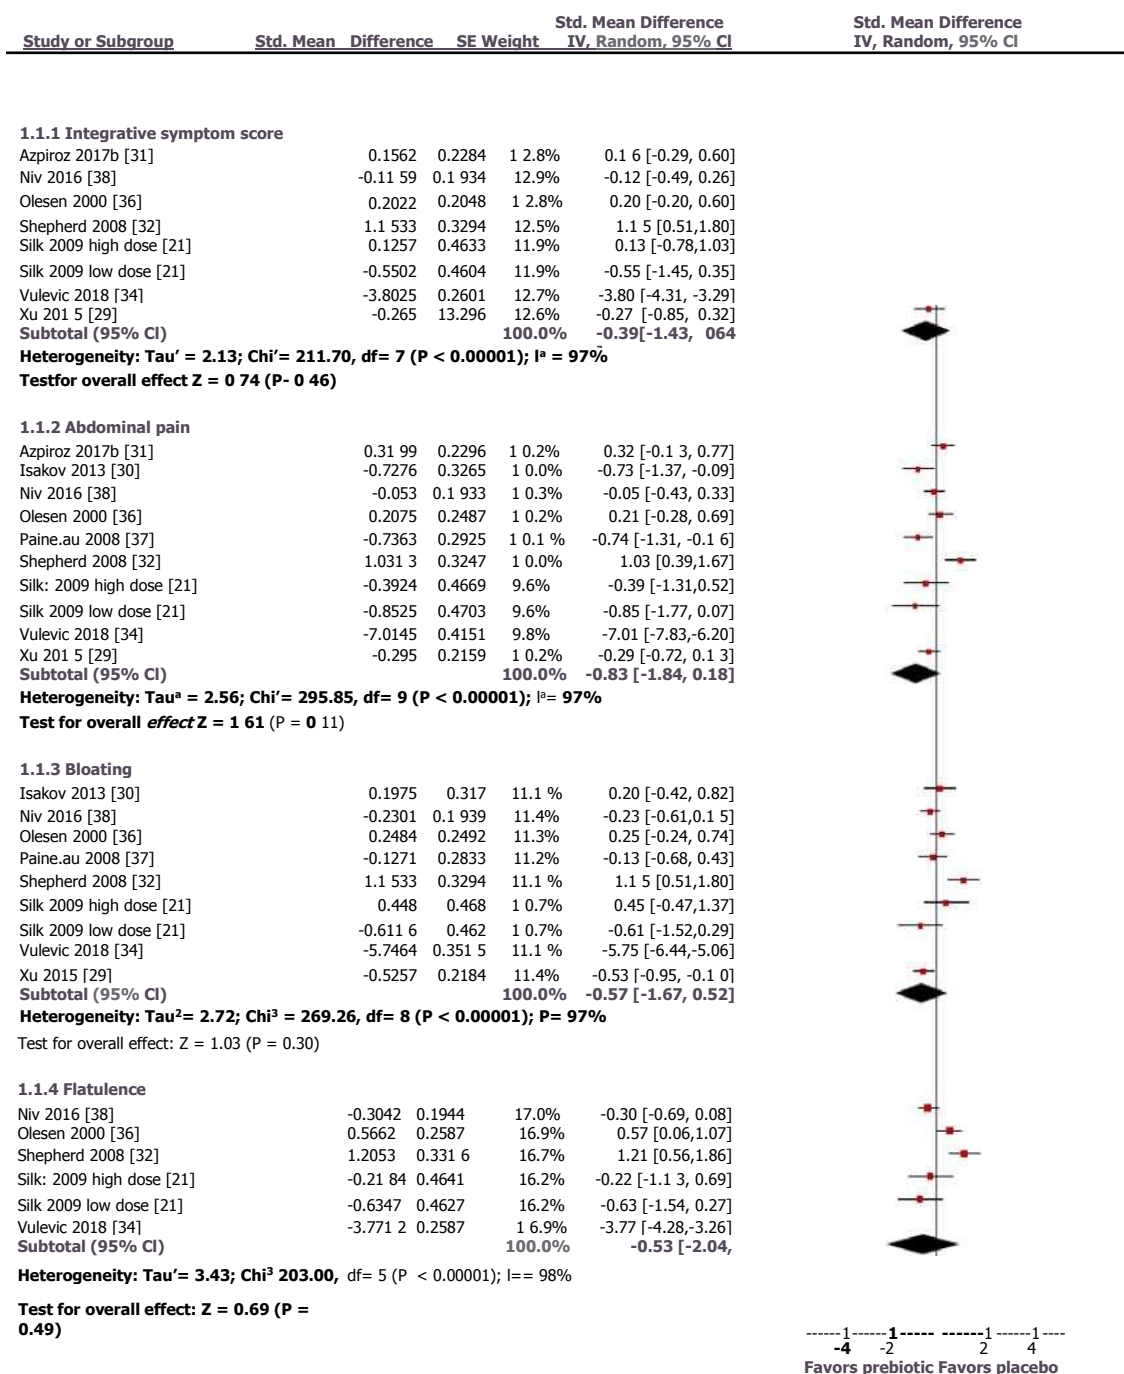 Std. Mean Difference Std. Mean Difference
Study or Subgroup Std. Mean Difference SE Weight IV, Random, 95% Cl IV, Random, 95% Cl
1.1.1 Integrative symptom score
Azpiroz 2017b [31] 0.1562 0.2284 1 2.8% 0.1 6 [-0.29, 0.60]
Niv 2016 [38] -0.11 59 0.1 934 12.9% -0.12 [-0.49, 0.26]
Olesen 2000 [36] 0.2022 0.2048 1 2.8% 0.20 [-0.20, 0.60]
Shepherd 2008 [32] 1.1 533 0.3294 12.5% 1.1 5 [0.51,1.80]
Silk 2009 high dose [21] 0.1257 0.4633 11.9% 0.13 [-0.78,1.03]
Silk 2009 low dose [21] -0.5502 0.4604 11.9% -0.55 [-1.45, 0.35]
Vulevic 2018 [34] -3.8025 0.2601 12.7% -3.80 [-4.31, -3.29]
Xu 201 5 [29] -0.265 13.296 12.6% -0.27 [-0.85, 0.32]
Subtotal (95% Cl) 100.0% -0.39[-1.43, 064
Heterogeneity: Tau' = 2.13; Chi'= 211.70, df= 7 (P < 0.00001); lª = 97%
Testfor overall effect Z = 0 74 (P- 0 46)
1.1.2 Abdominal pain
Azpiroz 2017b [31] 0.31 99 0.2296 1 0.2% 0.32 [-0.1 3, 0.77]
Isakov 2013 [30] -0.7276 0.3265 1 0.0% -0.73 [-1.37, -0.09]
Niv 2016 [38] -0.053 0.1 933 1 0.3% -0.05 [-0.43, 0.33]
Olesen 2000 [36] 0.2075 0.2487 1 0.2% 0.21 [-0.28, 0.69]
Paine.au 2008 [37] -0.7363 0.2925 1 0.1 % -0.74 [-1.31, -0.1 6]
Shepherd 2008 [32] 1.031 3 0.3247 1 0.0% 1.03 [0.39,1.67]
Silk: 2009 high dose [21] -0.3924 0.4669 9.6% -0.39 [-1.31,0.52]
Silk 2009 low dose [21] -0.8525 0.4703 9.6% -0.85 [-1.77, 0.07]
Vulevic 2018 [34] -7.0145 0.4151 9.8% -7.01 [-7.83,-6.20]
Xu 201 5 [29] -0.295 0.2159 1 0.2% -0.29 [-0.72, 0.1 3]
Subtotal (95% Cl) 100.0% -0.83 [-1.84, 0.18]
Heterogeneity: Tauª = 2.56; Chi'= 295.85, df= 9 (P < 0.00001); lª= 97%
Test for overall effect Z = 1 61 (P = 0 11)
1.1.3 Bloating
Isakov 2013 [30] 0.1975 0.317 11.1 % 0.20 [-0.42, 0.82]
Niv 2016 [38] -0.2301 0.1 939 11.4% -0.23 [-0.61,0.1 5]
Olesen 2000 [36] 0.2484 0.2492 11.3% 0.25 [-0.24, 0.74]
Paine.au 2008 [37] -0.1271 0.2833 11.2% -0.13 [-0.68, 0.43]
Shepherd 2008 [32] 1.1 533 0.3294 11.1 % 1.1 5 [0.51,1.80]
Silk 2009 high dose [21] 0.448 0.468 1 0.7% 0.45 [-0.47,1.37]
Silk 2009 low dose [21] -0.611 6 0.462 1 0.7% -0.61 [-1.52,0.29]
Vulevic 2018 [34] -5.7464 0.351 5 11.1 % -5.75 [-6.44,-5.06]
Xu 2015 [29] -0.5257 0.2184 11.4% -0.53 [-0.95, -0.1 0]
Subtotal (95% Cl) 100.0% -0.57 [-1.67, 0.52]
Heterogeneity: Tau²= 2.72; Chi³ = 269.26, df= 8 (P < 0.00001); P= 97%
Test for overall effect: Z = 1.03 (P = 0.30)
1.1.4 Flatulence
Niv 2016 [38] -0.3042 0.1944 17.0% -0.30 [-0.69, 0.08]
Olesen 2000 [36] 0.5662 0.2587 16.9% 0.57 [0.06,1.07]
Shepherd 2008 [32] 1.2053 0.331 6 16.7% 1.21 [0.56,1.86]
Silk: 2009 high dose [21] -0.21 84 0.4641 16.2% -0.22 [-1.1 3, 0.69]
Silk 2009 low dose [21] -0.6347 0.4627 16.2% -0.63 [-1.54, 0.27]
Vulevic 2018 [34] -3.771 2 0.2587 1 6.9% -3.77 [-4.28,-3.26]
Subtotal (95% Cl) 100.0% -0.53 [-2.04,
Heterogeneity: Tau'= 3.43; Chi³ 203.00, df= 5 (P < 0.00001); l== 98%
Test for overall effect: Z = 0.69 (P =
0.49)
------1------1----- ------1------1----
-4 -2 2 4
Favors prebiotic Favors placebo